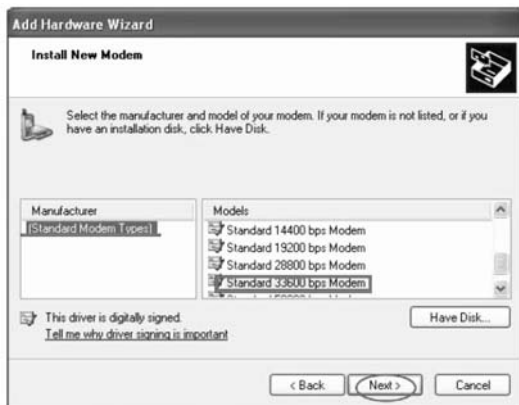 Add Hardware Wizard
Install New Modem
Select the manufacturer and model of your modem. If your modem is not listed, or if you
have an installation disk, click Have Disk.
Manufacturer
(Standard Modem Types)
Models
Standard 14400 bps Modem
Standard 19200 bps Modem
Standard 28800 bps Modem
Standard 33600 bps Modem
This driver is digitally signed.
Tell me why driver signing is important
Have Disk...
< Back
Next >
Cancel